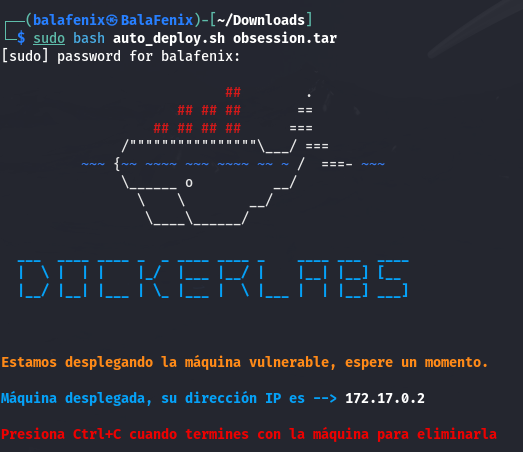 (balafenix㉿BalaFenix)-[~/Downloads]
$ sudo bash auto_deploy.sh obsession.tar
[sudo] password for balafenix:
##        .
## ## ##       ==
## ## ## ##      ===
/""""""""""""""""\___/ ===
~~~ {~~ ~~~~ ~~~ ~~~~ ~~ ~ /  ===- ~~~
\______ o          __/
\    \        __/
\____\______/
DOCKERLABS
Estamos desplegando la máquina vulnerable, espere un momento.
Máquina desplegada, su dirección IP es --> 172.17.0.2
Presiona Ctrl+C cuando termines con la máquina para eliminarla